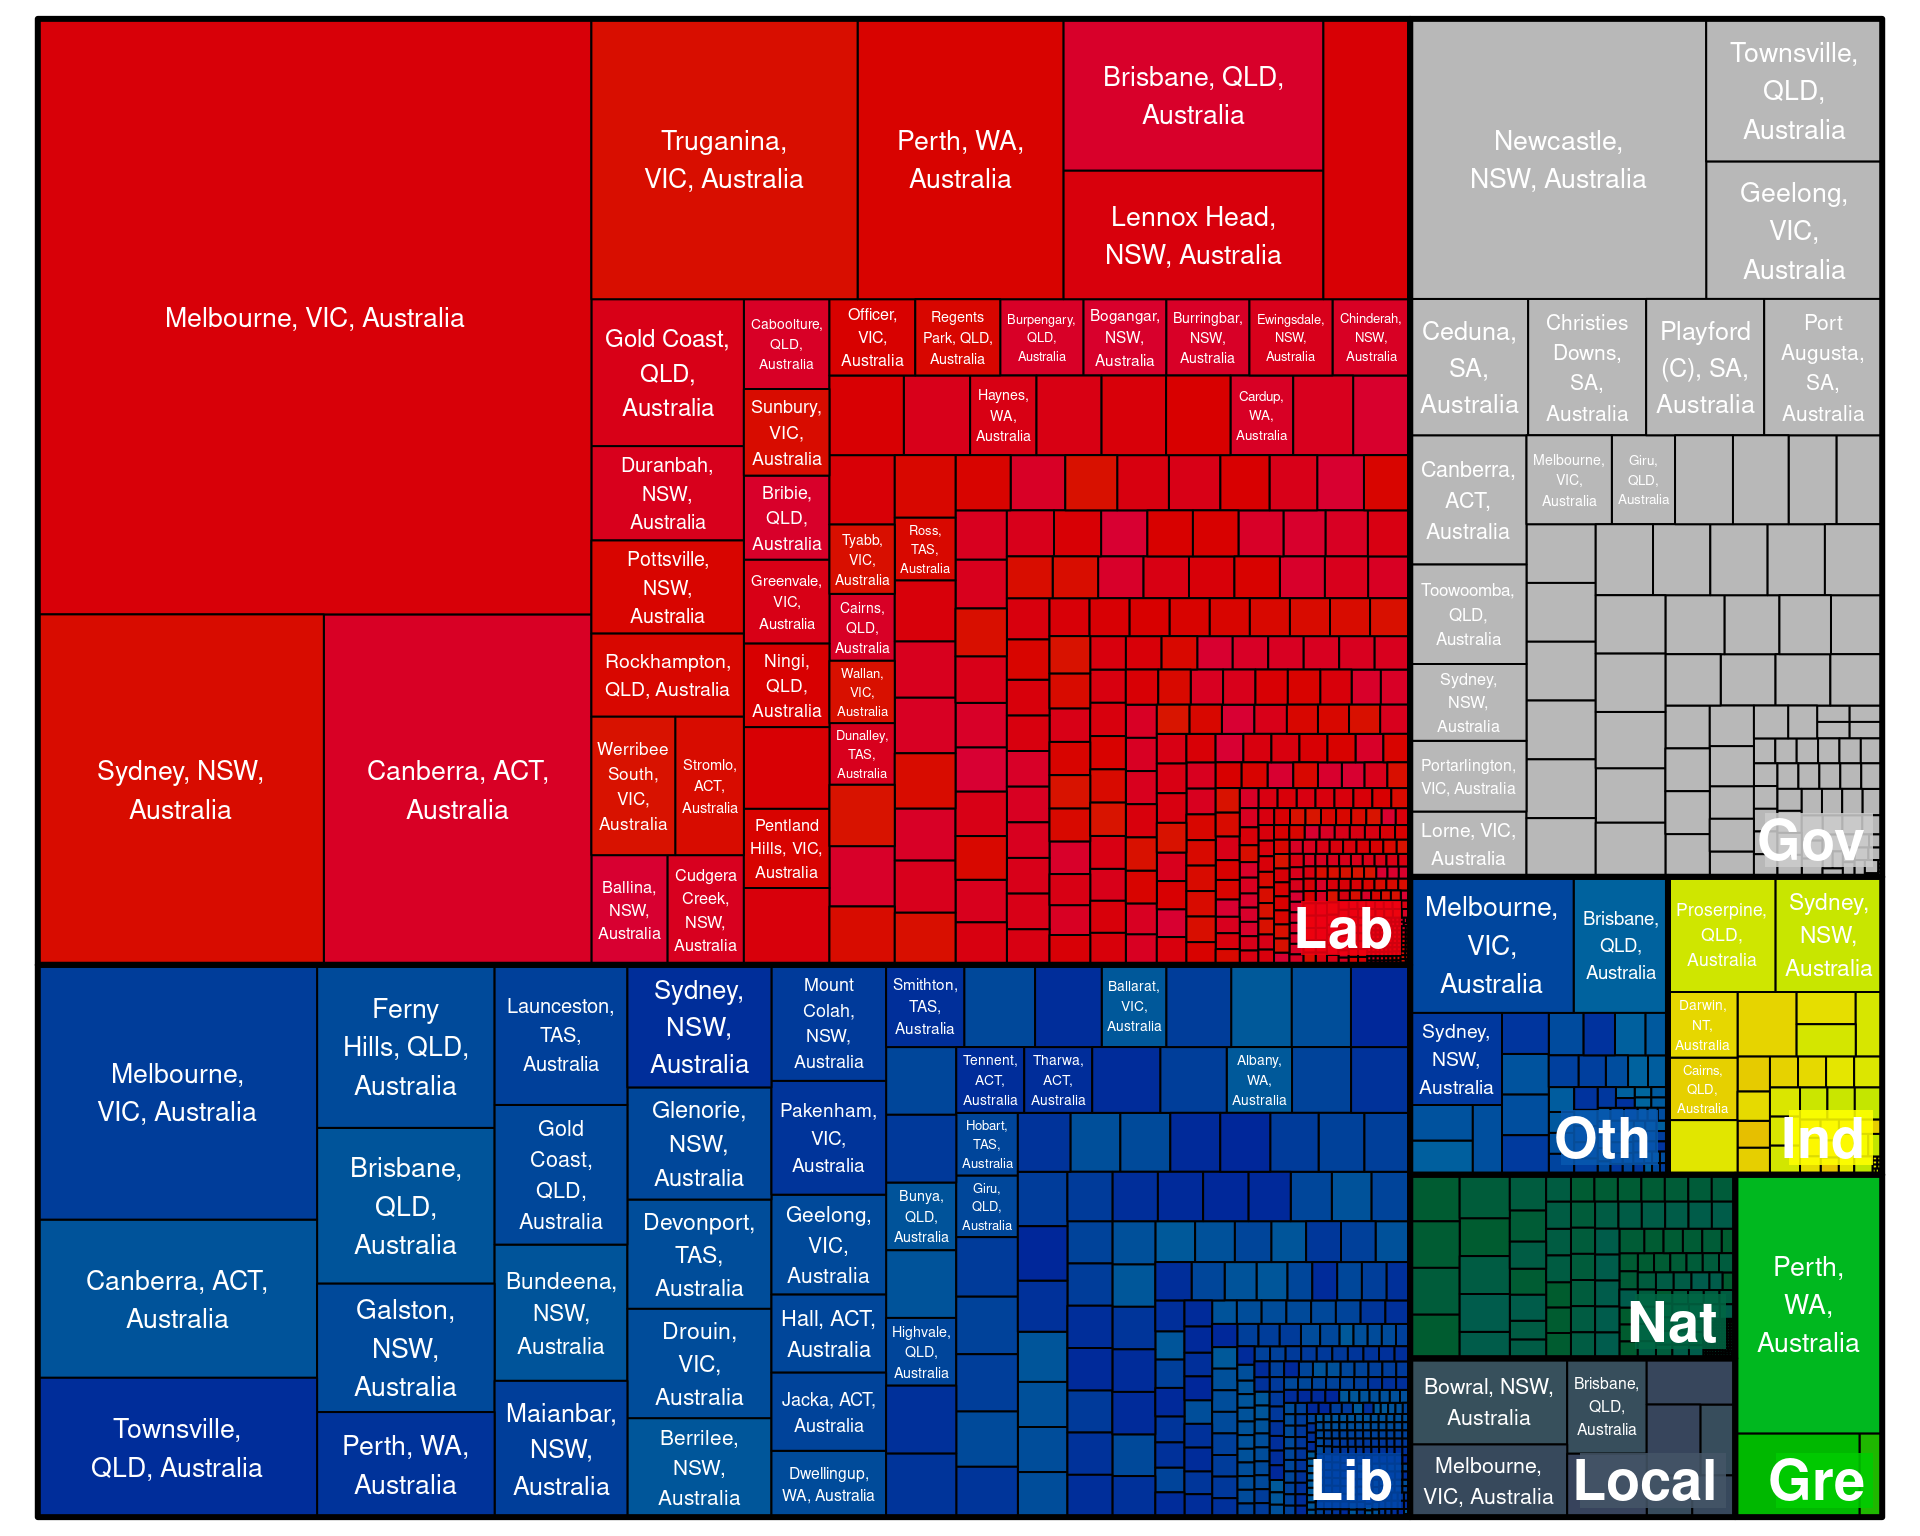 Melbourne, VIC, Australia
Sydney, NSW,
Australia
Canberra, ACT,
Australia
Truganina,
VIC, Australia
Perth, WA,
Australia
Brisbane, QLD,
Australia
Lennox Head,
NSW, Australia
Gold Coast,
QLD,
Australia
Duranbah,
NSW,
Australia
Pottsville,
NSW,
Australia
Rockhampton,
QLD, Australia
Werribee
South,
VIC,
Australia
Stromlo,
ACT,
Australia
Ballina,
NSW,
Australia
Cudgera
Creek,
NSW,
Australia
Caboolture,
QLD,
Australia
Sunbury,
VIC,
Australia
Bribie,
QLD,
Australia
Greenvale,
VIC,
Australia
Ningi,
QLD,
Australia
Pentland
Hills, VIC,
Australia
Officer,
VIC,
Australia
Regents
Park, QLD,
Australia
Burpengary,
QLD,
Australia
Bogangar,
NSW,
Australia
Burringbar,
NSW,
Australia
Ewingsdale,
NSW,
Australia
Chinderah,
NSW,
Australia
Haynes,
WA,
Australia
Cardup,
WA,
Australia
Tyabb,
VIC,
Australia
Ross,
TAS,
Australia
Cairns,
QLD,
Australia
Wallan,
VIC,
Australia
Dunalley,
TAS,
Australia
Lab
Newcastle,
NSW, Australia
Townsville,
QLD,
Australia
Geelong,
VIC,
Australia
Ceduna,
SA,
Australia
Christies
Downs,
SA,
Australia
Playford
(C), SA,
Australia
Port
Augusta,
SA,
Australia
Canberra,
ACT,
Australia
Melbourne,
VIC,
Australia
Giru,
QLD,
Australia
Toowoomba,
QLD,
Australia
Sydney,
NSW,
Australia
Portarlington,
VIC, Australia
Lorne, VIC,
Australia
Gov
Melbourne,
VIC, Australia
Canberra, ACT,
Australia
Townsville,
QLD, Australia
Ferny
Hills, QLD,
Australia
Brisbane,
QLD,
Australia
Galston,
NSW,
Australia
Perth, WA,
Australia
Launceston,
TAS,
Australia
Gold
Coast,
QLD,
Australia
Bundeena,
NSW,
Australia
Maianbar,
NSW,
Australia
Sydney,
NSW,
Australia
Glenorie,
NSW,
Australia
Devonport,
TAS,
Australia
Drouin,
VIC,
Australia
Berrilee,
NSW,
Australia
Mount
Colah,
NSW,
Australia
Pakenham,
VIC,
Australia
Geelong,
VIC,
Australia
Hall, ACT,
Australia
Jacka, ACT,
Australia
Dwellingup,
WA, Australia
Smithton,
TAS,
Australia
Ballarat,
VIC,
Australia
Tennent,
ACT,
Australia
Tharwa,
ACT,
Australia
Albany,
WA,
Australia
Hobart,
TAS,
Australia
Bunya,
QLD,
Australia
Giru,
QLD,
Australia
Highvale,
QLD,
Australia
Lib
Melbourne,
VIC,
Australia
Brisbane,
QLD,
Australia
Sydney,
NSW,
Australia
Oth
Proserpine,
QLD,
Australia
Sydney,
NSW,
Australia
Darwin,
NT,
Australia
Cairns,
QLD,
Australia
Ind
Nat
Perth,
WA,
Australia
Gre
Bowral, NSW,
Australia
Brisbane,
QLD,
Australia
Melbourne,
VIC, Australia
Local